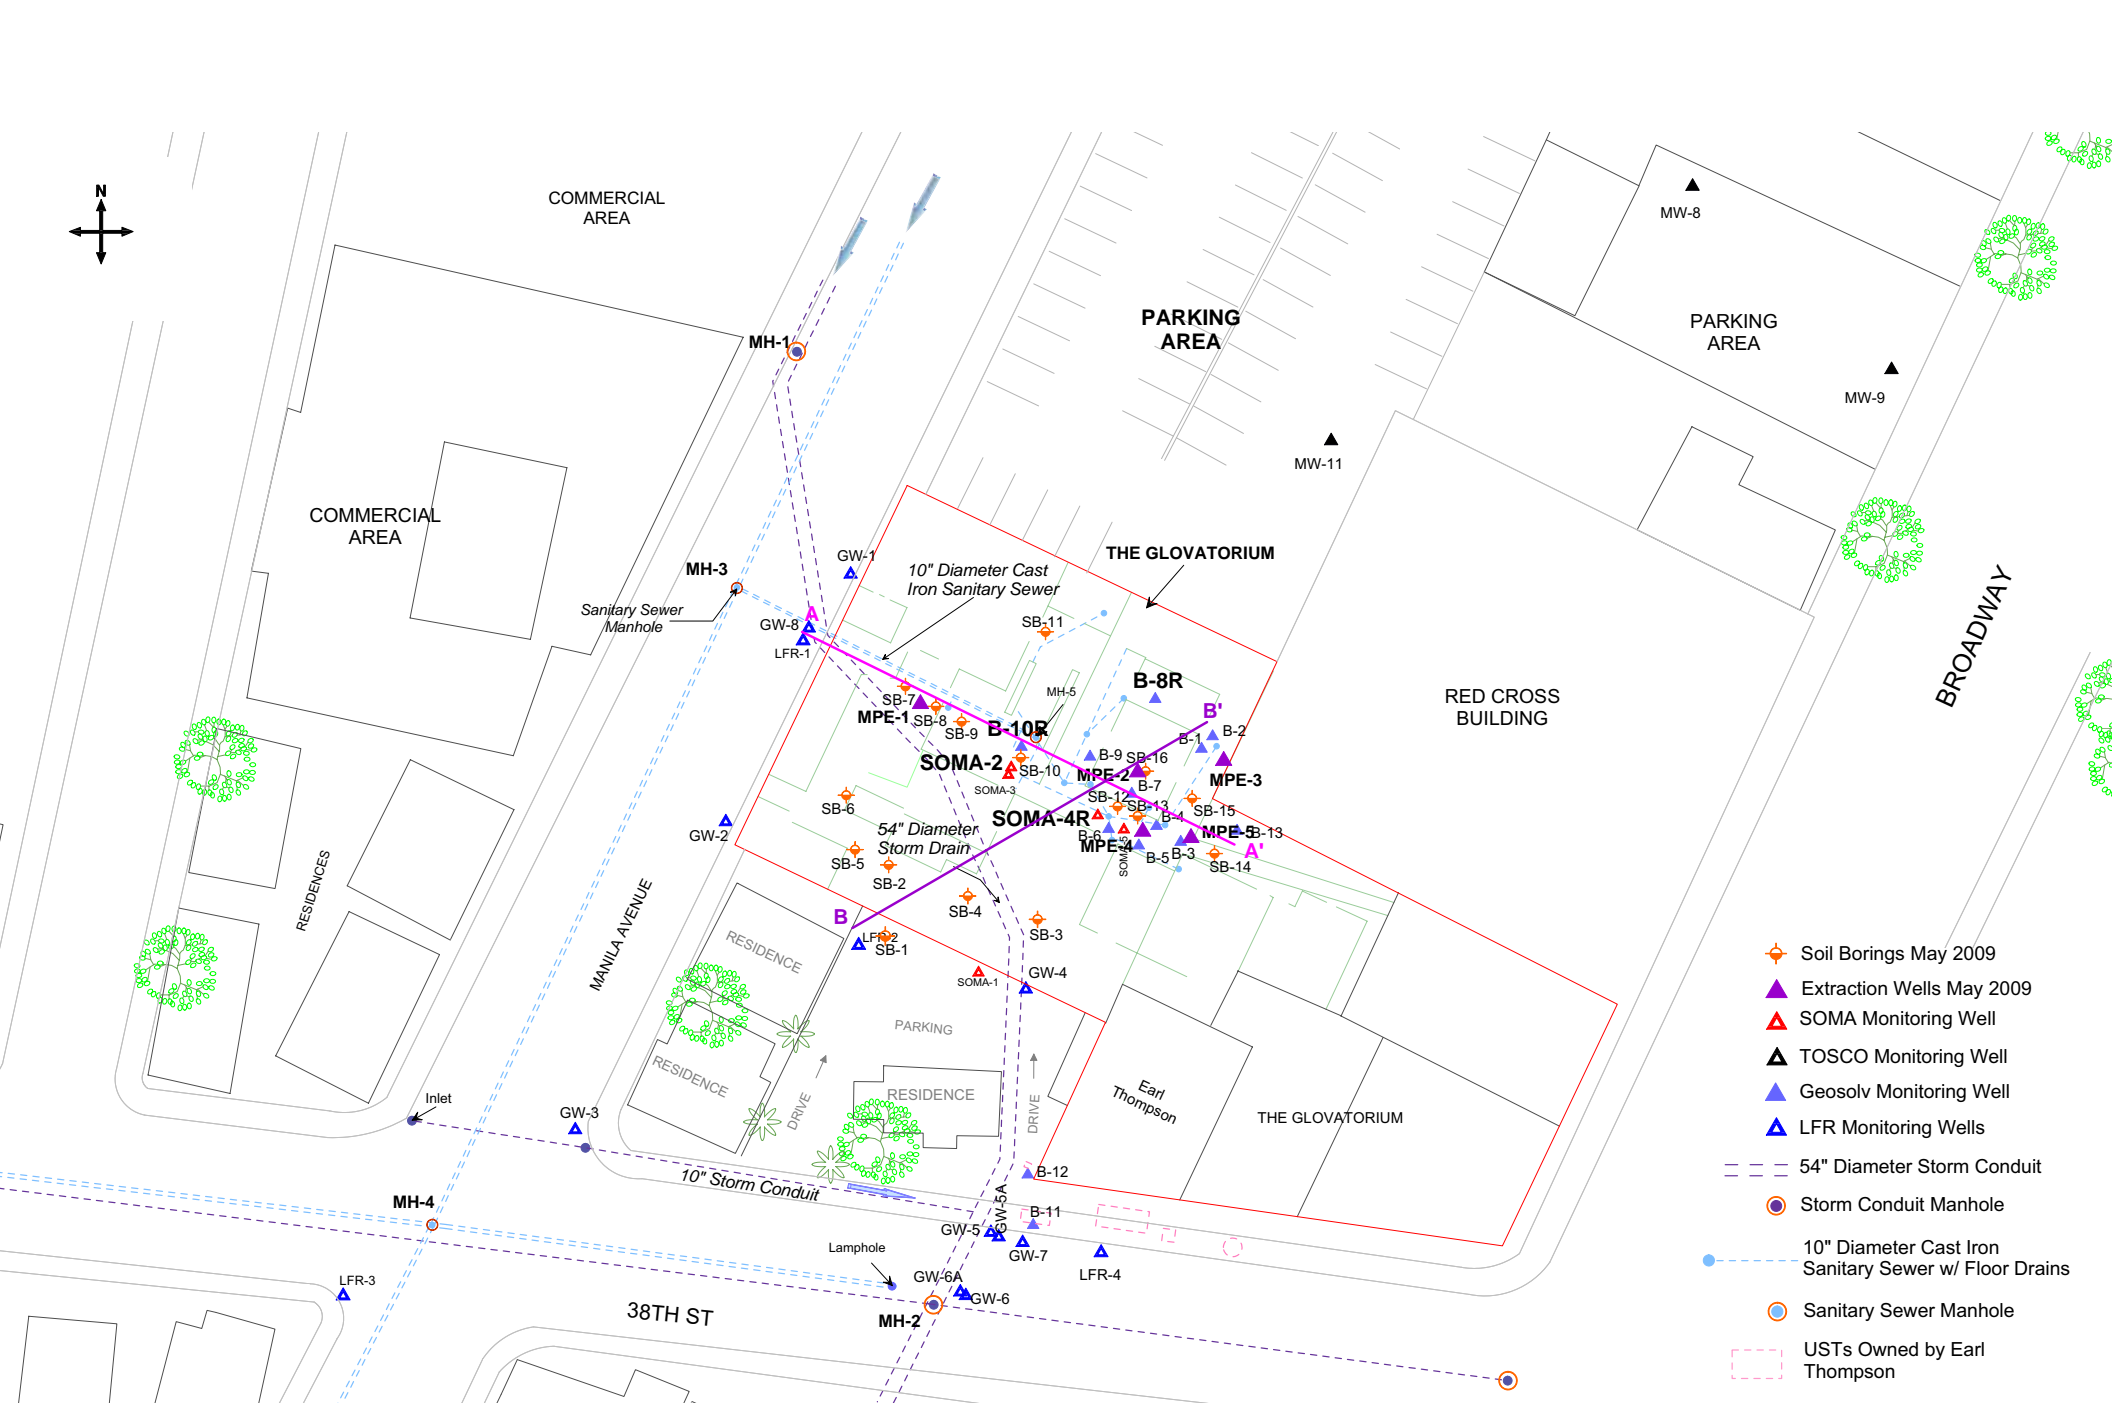 N
COMMERCIAL
AREA
MW-8
PARKING
AREA
PARKING
AREA
MH-1
MW-9
MW-11
COMMERCIAL
AREA
THE GLOVATORIUM
GW-1
10" Diameter Cast
Iron Sanitary Sewer
MH-3
Sanitary Sewer
Manhole
A
GW-8
LFR-1
SB-11
BROADWAY
B-8R
MH-5
RED CROSS
BUILDING
SB-7
MPE-1
SB-8
SB-9
B-10R
B'
B-2
B-1
SOMA-2
SB-10
SOMA-3
B-9
SB-16
MPE-2
MPE-3
B-7
SB-6
SB-12
SB-13
SB-15
SOMA-4R
B-4
B-6
MPE-5
B-13
GW-2
54" Diameter
Storm Drain
MPE-4
SOMA-5
B-5
B-3
A'
SB-14
SB-5
SB-2
RESIDENCES
MANILA AVENUE
SB-4
B
SB-3
LFR-2
SB-1
RESIDENCE
SOMA-1
GW-4
PARKING
RESIDENCE
RESIDENCE
DRIVE
DRIVE
Earl
Thompson
THE GLOVATORIUM
Inlet
GW-3
10" Storm Conduit
B-12
GW-5A
B-11
MH-4
GW-5
GW-7
LFR-4
Lamphole
LFR-3
GW-6A
GW-6
38TH ST
MH-2
Soil Borings May 2009
Extraction Wells May 2009
SOMA Monitoring Well
TOSCO Monitoring Well
Geosolv Monitoring Well
LFR Monitoring Wells
54" Diameter Storm Conduit
Storm Conduit Manhole
10" Diameter Cast Iron
Sanitary Sewer w/ Floor Drains
Sanitary Sewer Manhole
USTs Owned by Earl
Thompson